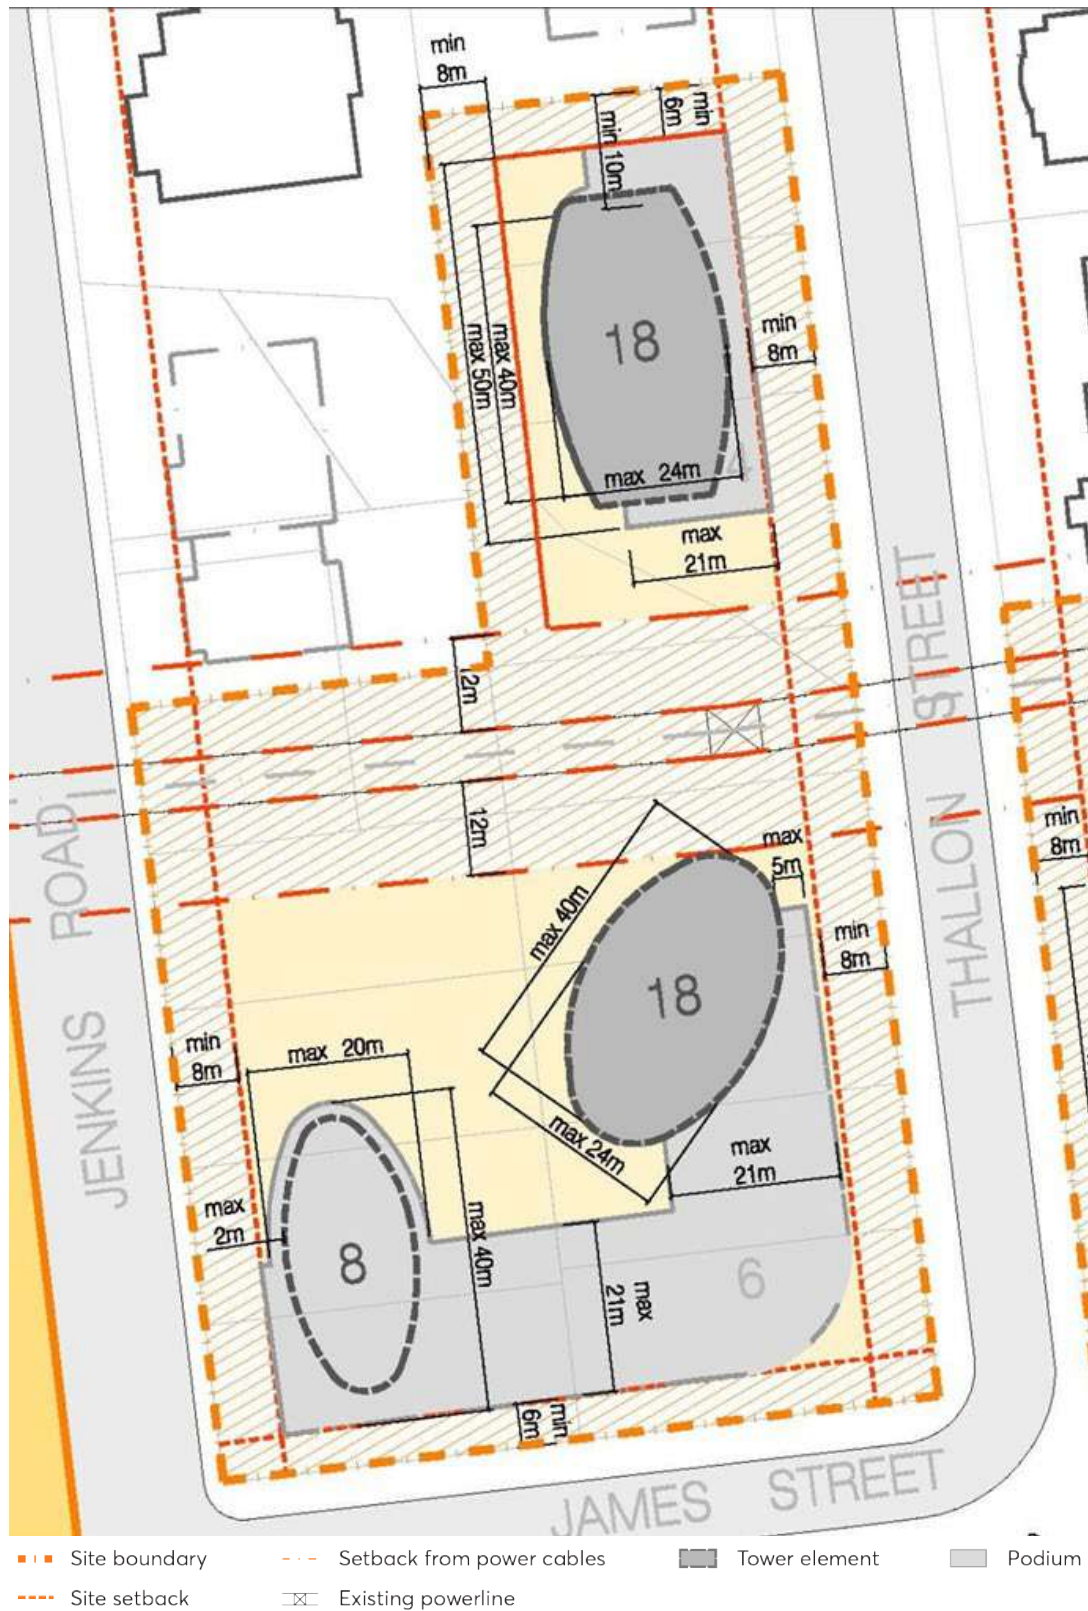 min
8m
min
6m
min 10m
18
max 40m
max 50m
min
8m
max 24m
4
max
21m
12m
STREET
12m
max
5m
max 40m
ROAD
THALLON
min
8m
min
8m
18
min
8m
max 20m
max 24m
max
21m
JENKINS
max
2m
8
max 40m
max
21m
6
min
6m
JAMES STREET
Site boundary
Setback from power cables
Tower element
Podium
Site setback
Existing powerline